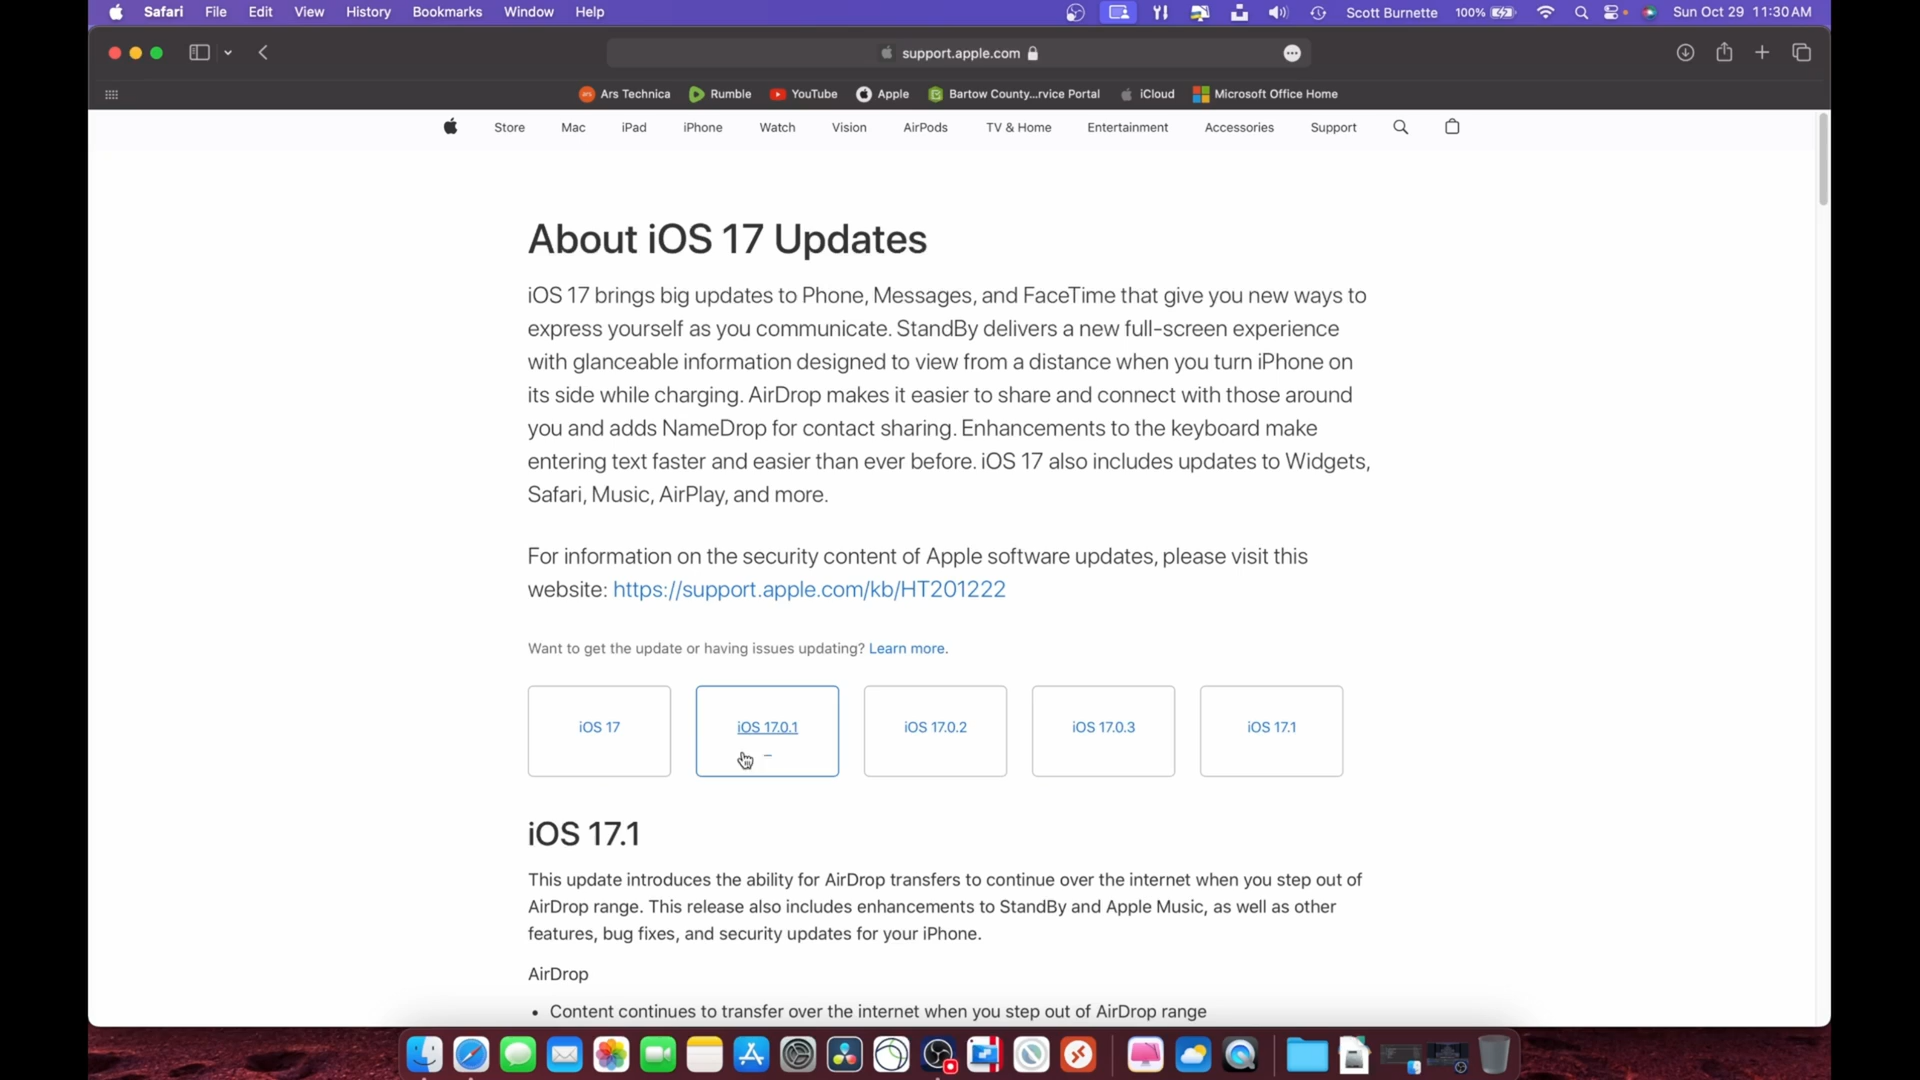 Safari File Edit View History Bookmarks Window Help Scott Burnette 100% Sun Oct 29 11:30 AM
support.apple.com
Ars Technica Rumble YouTube Apple Bartow County...rvice Portal iCloud Microsoft Office Home
Store Mac iPad iPhone Watch Vision AirPods TV & Home Entertainment Accessories Support
About iOS 17 Updates
iOS 17 brings big updates to Phone, Messages, and FaceTime that give you new ways to
express yourself as you communicate. StandBy delivers a new full-screen experience
with glanceable information designed to view from a distance when you turn iPhone on
its side while charging. AirDrop makes it easier to share and connect with those around
you and adds NameDrop for contact sharing. Enhancements to the keyboard make
entering text faster and easier than ever before. iOS 17 also includes updates to Widgets,
Safari, Music, AirPlay, and more.
For information on the security content of Apple software updates, please visit this
website: https://support.apple.com/kb/HT201222
Want to get the update or having issues updating? Learn more.
iOS 17 iOS 17.0.1 iOS 17.0.2 iOS 17.0.3 iOS 17.1
iOS 17.1
This update introduces the ability for AirDrop transfers to continue over the internet when you step out of
AirDrop range. This release also includes enhancements to StandBy and Apple Music, as well as other
features, bug fixes, and security updates for your iPhone.
AirDrop
• Content continues to transfer over the internet when you step out of AirDrop range